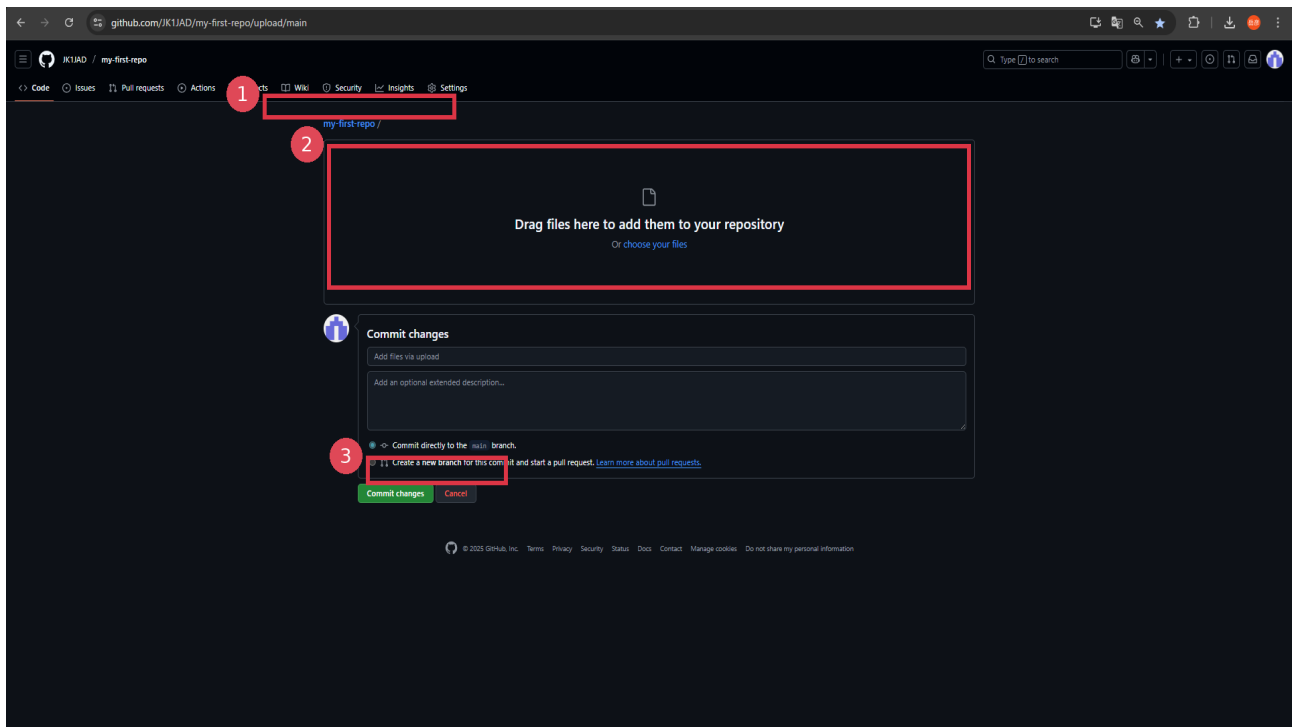 github.com/JK1JAD/my-first-repo/upload/main
JK1JAD / my-first-repo
Type / to search
Code Issues Pull requests Actions cts Wiki Security Insights Settings
1
my-first-repo /
2
Drag files here to add them to your repository
Or choose your files
Commit changes
Add files via upload
Add an optional extended description...
Commit directly to the main branch.
3
Create a new branch for this commit and start a pull request. Learn more about pull requests.
Commit changes Cancel
© 2025 GitHub, Inc. Terms Privacy Security Status Docs Contact Manage cookies Do not share my personal information